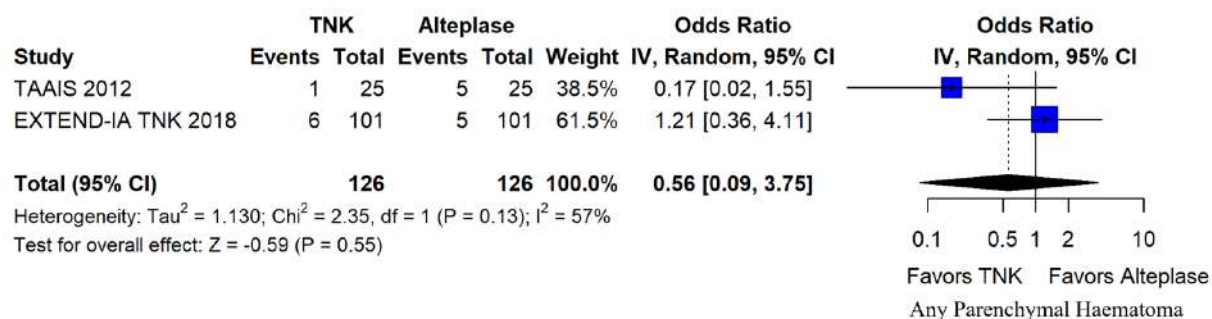 TNK Alteplase Odds Ratio Odds Ratio
Study Events Total Events Total Weight IV, Random, 95% CI IV, Random, 95% CI
TAAIS 2012 1 25 5 25 38.5% 0.17 [0.02, 1.55]
EXTEND-IA TNK 2018 6 101 5 101 61.5% 1.21 [0.36, 4.11]
Total (95% CI) 126 126 100.0% 0.56 [0.09, 3.75]
Heterogeneity: Tau² = 1.130; Chi² = 2.35, df = 1 (P = 0.13); I² = 57%
Test for overall effect: Z = -0.59 (P = 0.55)
0.1 0.5 1 2 10
Favors TNK Favors Alteplase
Any Parenchymal Haematoma